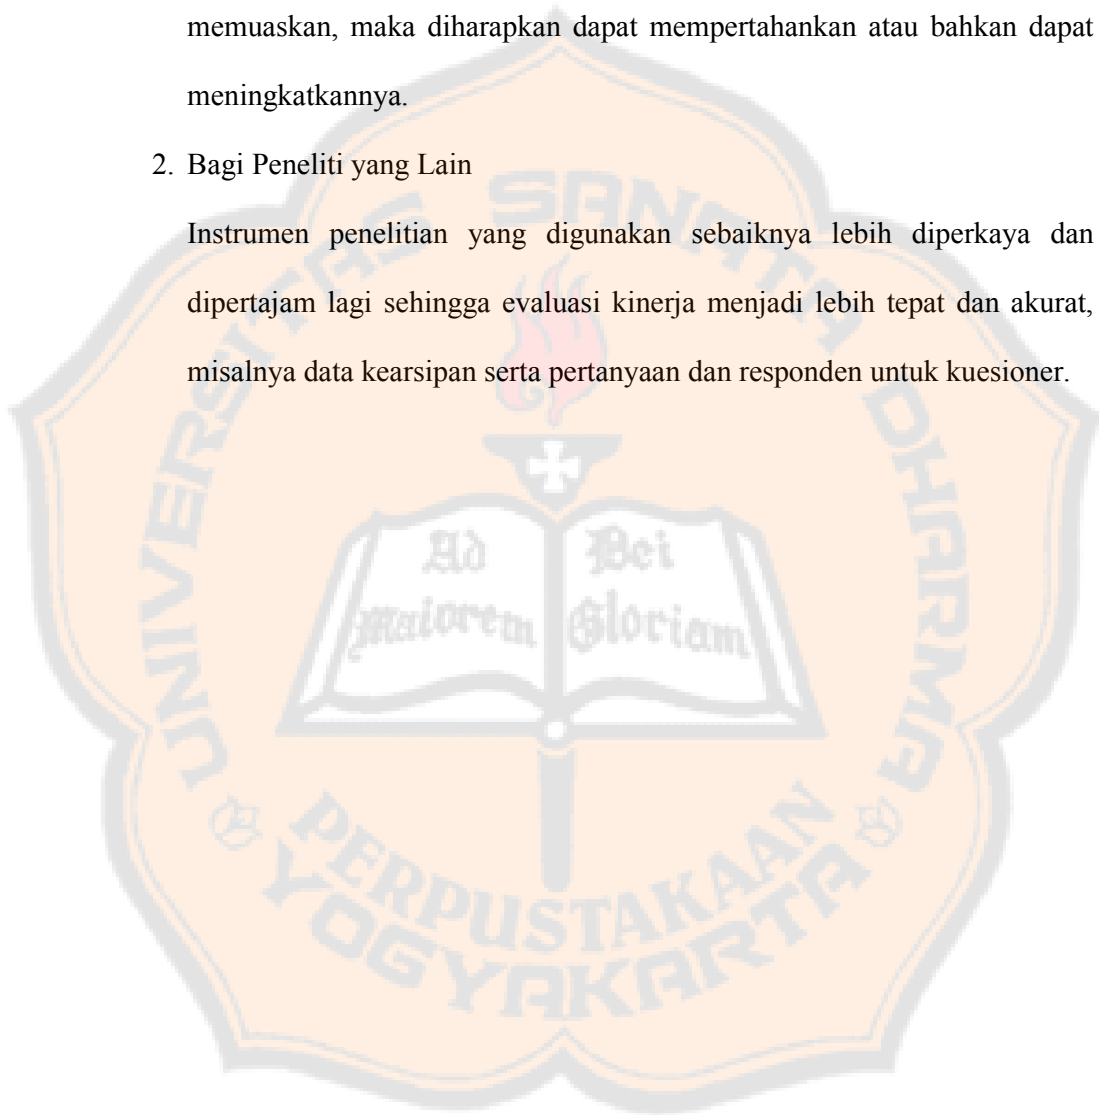 memuaskan, maka diharapkan dapat mempertahankan atau bahkan dapat
meningkatkannya.
2. Bagi Peneliti yang Lain
Instrumen penelitian yang digunakan sebaiknya lebih diperkaya dan
dipertajam lagi sehingga evaluasi kinerja menjadi lebih tepat dan akurat,
misalnya data kearsipan serta pertanyaan dan responden untuk kuesioner.
UNIVERSITAS SANATA DHARMA
Ad Dei
Maiorem Gloriam
PERPUSTAKAAN
YOGYAKARTA